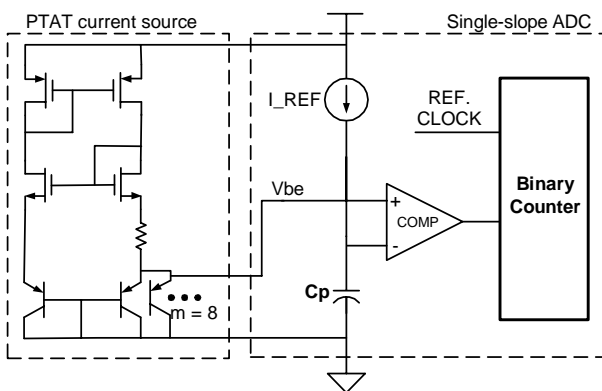 PTAT current source
Single-slope ADC
I_REF
REF.
CLOCK
Vbe
+
COMP
-
Binary
Counter
Cp
m = 8